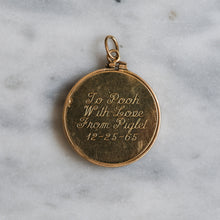 To Pooh
With Love
From Piglet
12-25-65